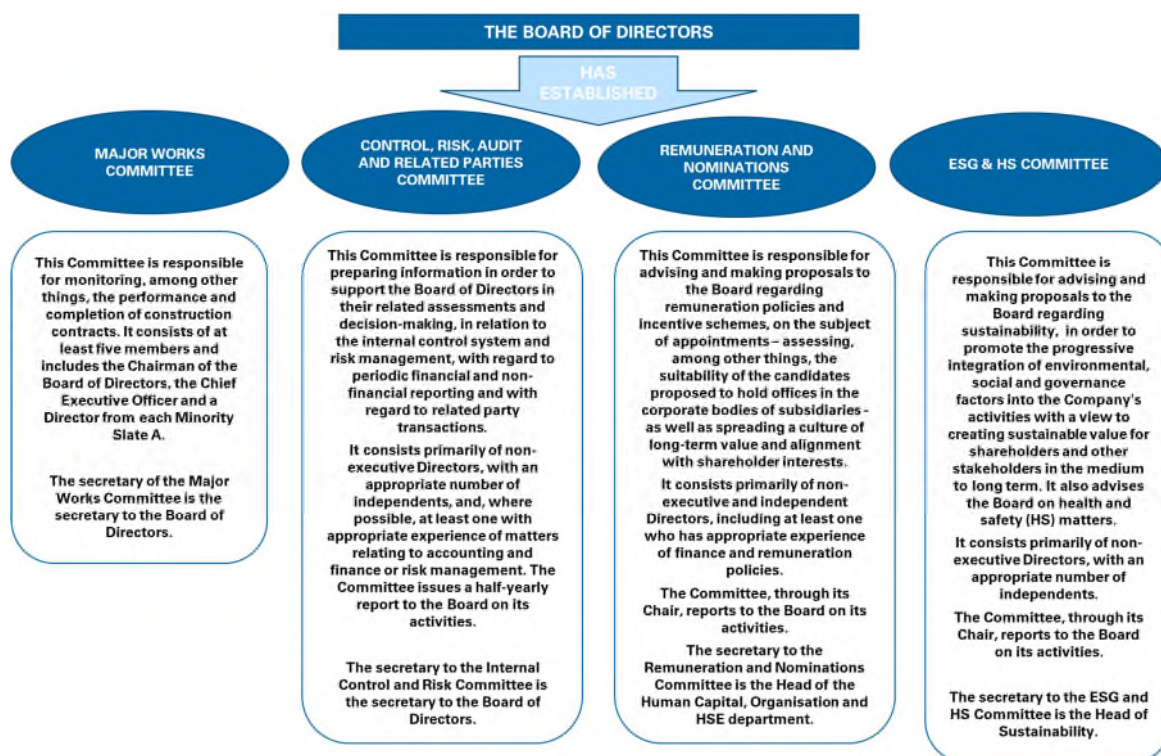 THE BOARD OF DIRECTORS
HAS
ESTABLISHED
MAJOR WORKS
COMMITTEE
CONTROL, RISK, AUDIT
AND RELATED PARTIES
COMMITTEE
REMUNERATION AND
NOMINATIONS
COMMITTEE
ESG & HS COMMITTEE
This Committee is responsible
for monitoring, among other
things, the performance and
completion of construction
contracts. It consists of at
least five members and
includes the Chairman of the
Board of Directors, the Chief
Executive Officer and a
Director from each Minority
Slate A.
The secretary of the Major
Works Committee is the
secretary to the Board of
Directors.
This Committee is responsible for
preparing information in order to
support the Board of Directors in
their related assessments and
decision-making, in relation to
the internal control system and
risk management, with regard to
periodic financial and non-
financial reporting and with
regard to related party
transactions.
It consists primarily of non-
executive Directors, with an
appropriate number of
independents, and, where
possible, at least one with
appropriate experience of matters
relating to accounting and
finance or risk management. The
Committee issues a half-yearly
report to the Board on its
activities.
The secretary to the Internal
Control and Risk Committee is
the secretary to the Board of
Directors.
This Committee is responsible for
advising and making proposals to
the Board regarding
remuneration policies and
incentive schemes, on the subject
of appointments – assessing,
among other things, the
suitability of the candidates
proposed to hold offices in the
corporate bodies of subsidiaries -
as well as spreading a culture of
long-term value and alignment
with shareholder interests.
It consists primarily of non-
executive and independent
Directors, including at least one
who has appropriate experience
of finance and remuneration
policies.
The Committee, through its
Chair, reports to the Board on its
activities.
The secretary to the
Remuneration and Nominations
Committee is the Head of the
Human Capital, Organisation and
HSE department.
This Committee is
responsible for advising and
making proposals to the
Board regarding
sustainability, in order to
promote the progressive
integration of environmental,
social and governance
factors into the Company's
activities with a view to
creating sustainable value for
shareholders and other
stakeholders in the medium
to long term. It also advises
the Board on health and
safety (HS) matters.
It consists primarily of non-
executive Directors, with an
appropriate number of
independents.
The Committee, through its
Chair, reports to the Board
on its activities.
The secretary to the ESG and
HS Committee is the Head of
Sustainability.